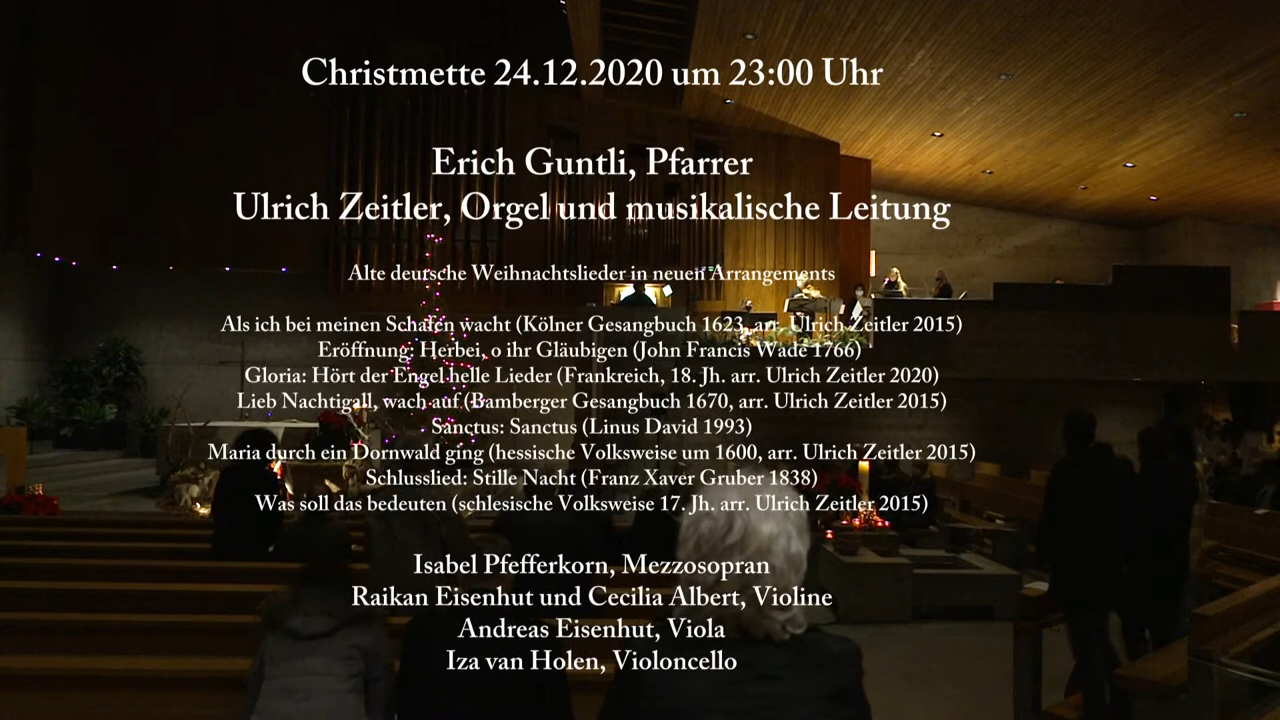 Christmette 24.12.2020 um 23:00 Uhr
Erich Guntli, Pfarrer
Ulrich Zeitler, Orgel und musikalische Leitung
Alte deutsche Weihnachtslieder in neuen Arrangements
Als ich bei meinen Schafen wacht (Kölner Gesangbuch 1623, arr. Ulrich Zeitler 2015)
Eröffnung: Herbei, o ihr Gläubigen (John Francis Wade 1766)
Gloria: Hört der Engel helle Lieder (Frankreich, 18. Jh. arr. Ulrich Zeitler 2020)
Lieb Nachtigall, wach auf (Bamberger Gesangbuch 1670, arr. Ulrich Zeitler 2015)
Sanctus: Sanctus (Linus David 1993)
Maria durch ein Dornwald ging (hessische Volksweise um 1600, arr. Ulrich Zeitler 2015)
Schlusslied: Stille Nacht (Franz Xaver Gruber 1838)
Was soll das bedeuten (schlesische Volksweise 17. Jh. arr. Ulrich Zeitler 2015)
Isabel Pfefferkorn, Mezzosopran
Raikan Eisenhut und Cecilia Albert, Violine
Andreas Eisenhut, Viola
Iza van Holen, Violoncello